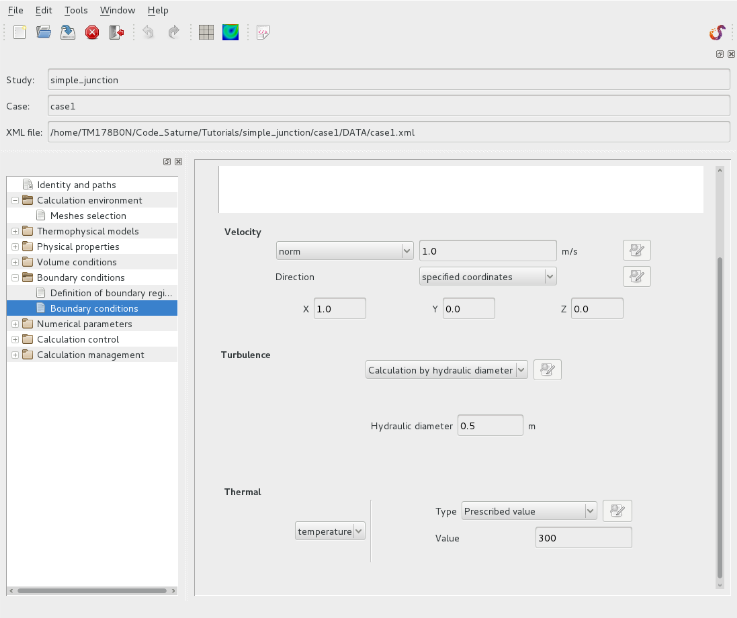 File Edit Tools Window Help
Study: simple_junction
Case: case1
XML file: /home/TM178B0N/Code_Saturne/Tutorials/simple_junction/case1/DATA/case1.xml
Identity and paths
Calculation environment
Meshes selection
Thermophysical models
Physical properties
Volume conditions
Boundary conditions
Definition of boundary regi...
Boundary conditions
Numerical parameters
Calculation control
Calculation management
Velocity
norm 1.0 m/s
Direction specified coordinates
X 1.0 Y 0.0 Z 0.0
Turbulence
Calculation by hydraulic diameter
Hydraulic diameter 0.5 m
Thermal
Type Prescribed value
temperature
Value 300